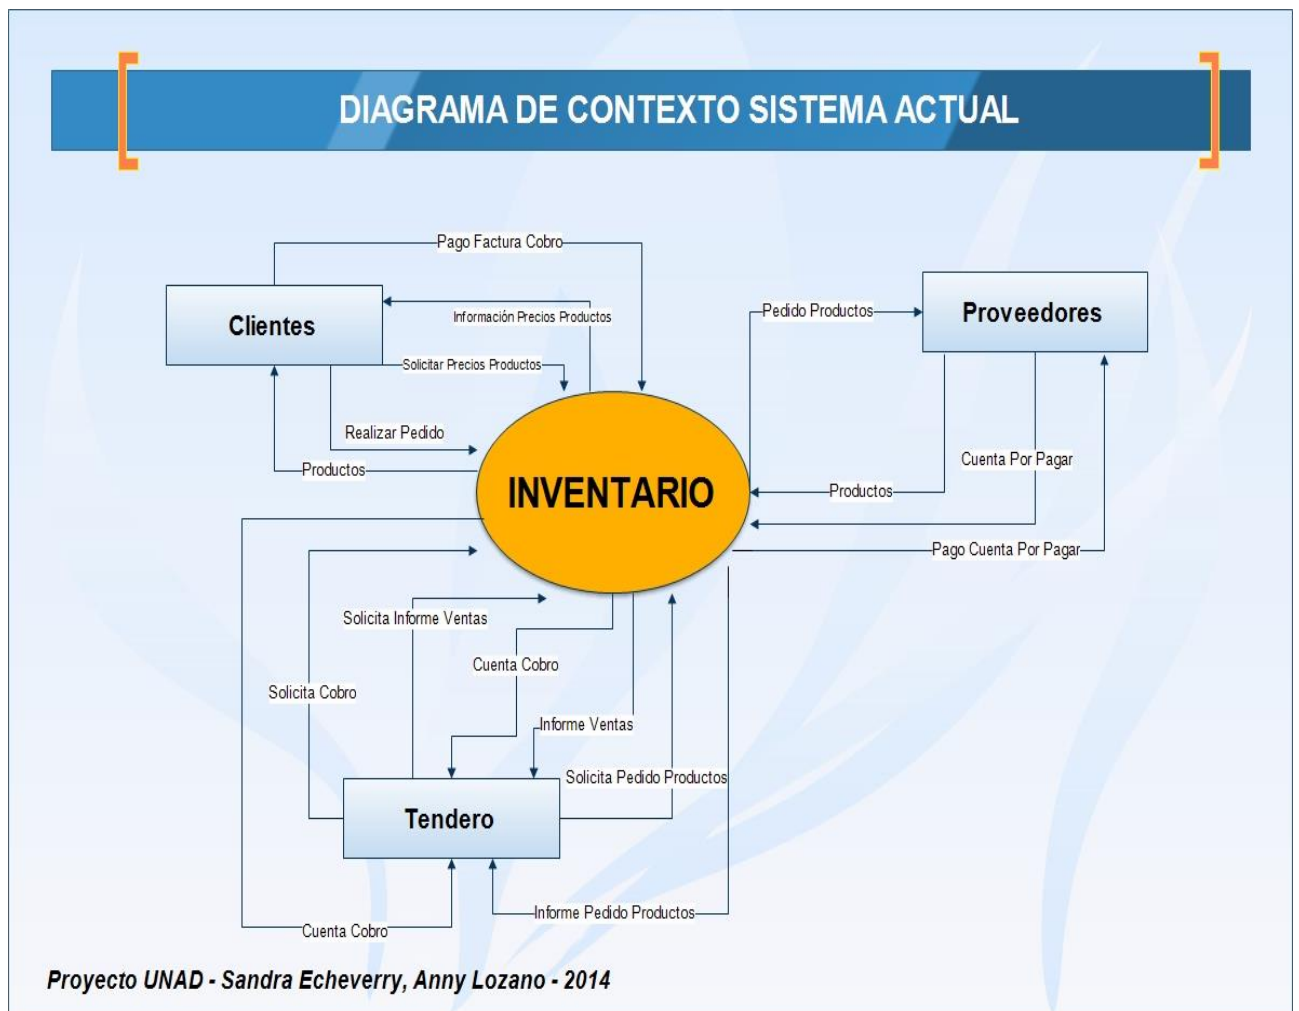 DIAGRAMA DE CONTEXTO SISTEMA ACTUAL
Pago Factura Cobro
Clientes
Información Precios Productos
Solicitar Precios Productos
Realizar Pedido
Productos
Pedido Productos
Proveedores
Cuenta Por Pagar
Productos
Pago Cuenta Por Pagar
INVENTARIO
Solicita Informe Ventas
Cuenta Cobro
Solicita Cobro
Informe Ventas
Solicita Pedido Productos
Tendero
Informe Pedido Productos
Cuenta Cobro
Proyecto UNAD - Sandra Echeverry, Anny Lozano - 2014